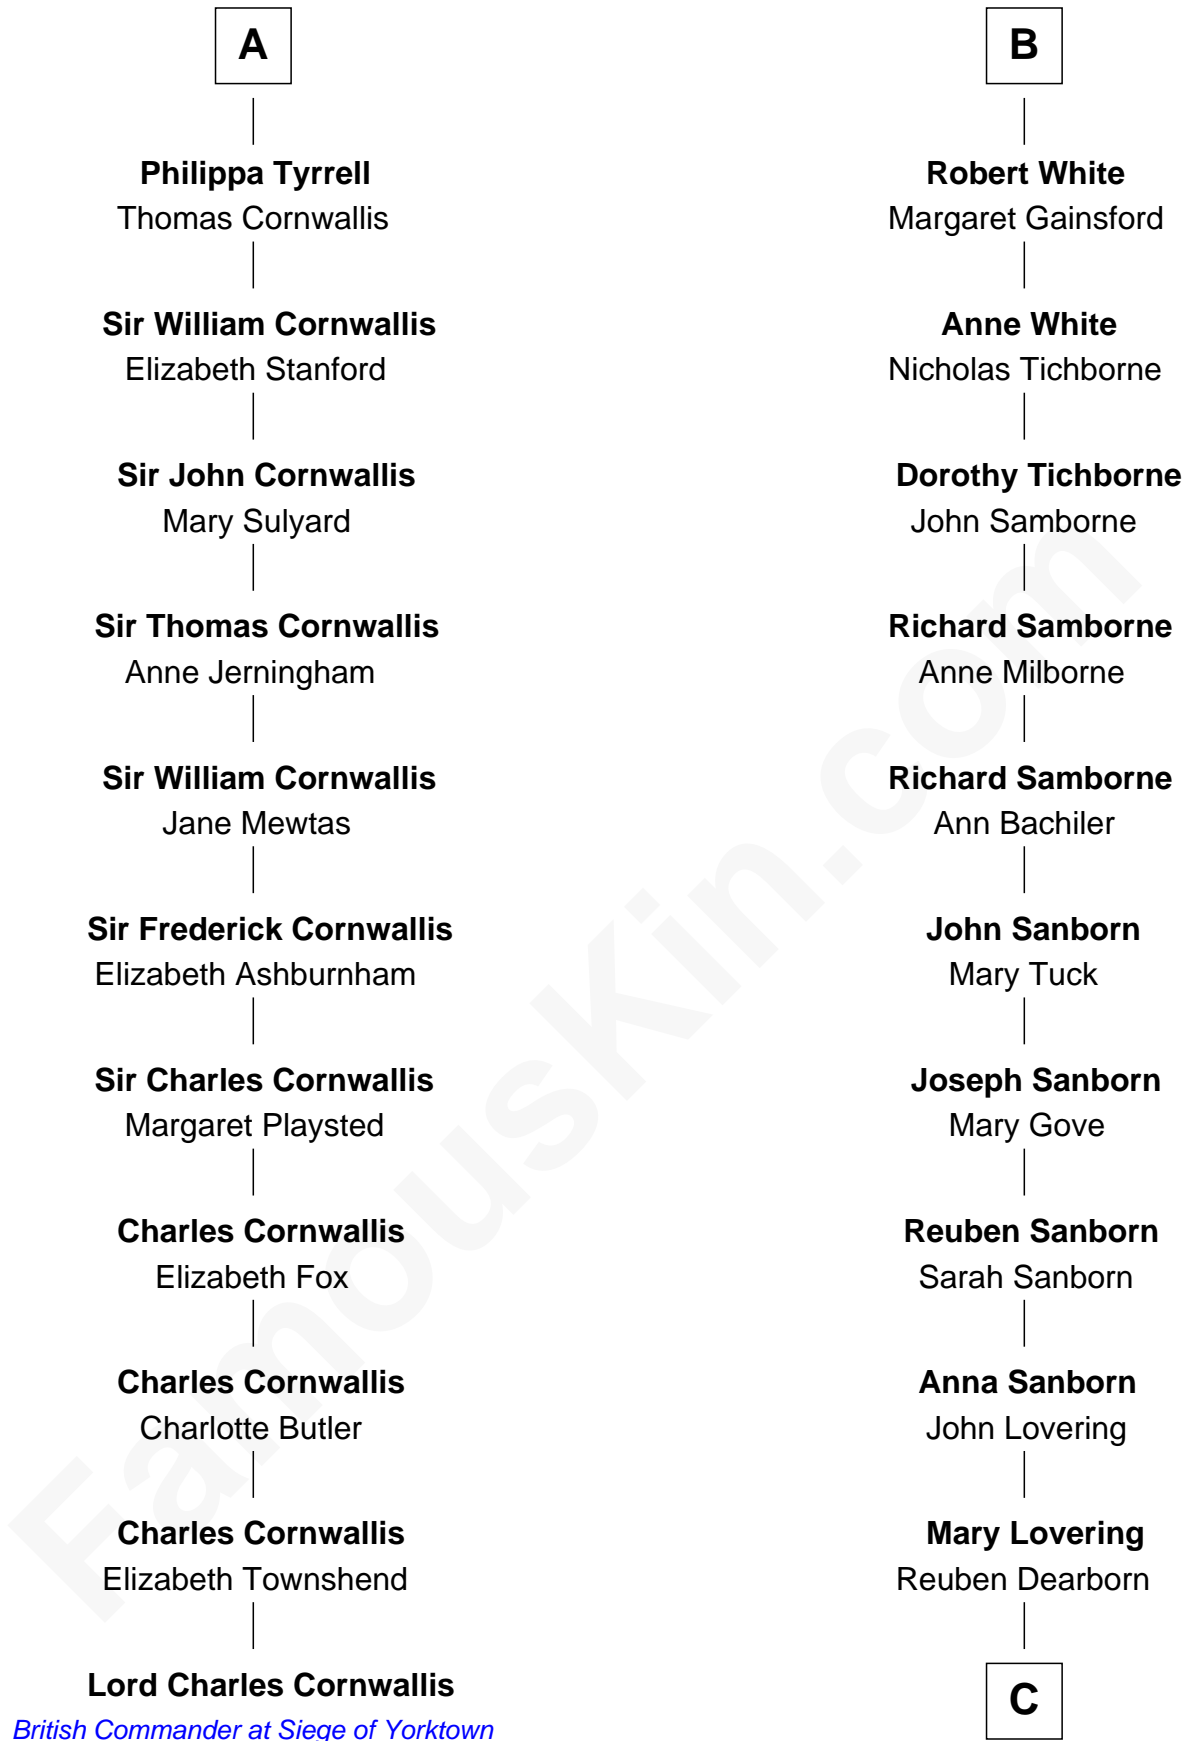 A
Philippa Tyrrell
Thomas Cornwallis
Sir William Cornwallis
Elizabeth Stanford
Sir John Cornwallis
Mary Sulyard
Sir Thomas Cornwallis
Anne Jerningham
Sir William Cornwallis
Jane Mewtas
Sir Frederick Cornwallis
Elizabeth Ashburnham
Sir Charles Cornwallis
Margaret Playsted
Charles Cornwallis
Elizabeth Fox
Charles Cornwallis
Charlotte Butler
Charles Cornwallis
Elizabeth Townshend
Lord Charles Cornwallis
British Commander at Siege of Yorktown
B
Robert White
Margaret Gainsford
Anne White
Nicholas Tichborne
Dorothy Tichborne
John Samborne
Richard Samborne
Anne Milborne
Richard Samborne
Ann Bachiler
John Sanborn
Mary Tuck
Joseph Sanborn
Mary Gove
Reuben Sanborn
Sarah Sanborn
Anna Sanborn
John Lovering
Mary Lovering
Reuben Dearborn
C
FamousKin.com